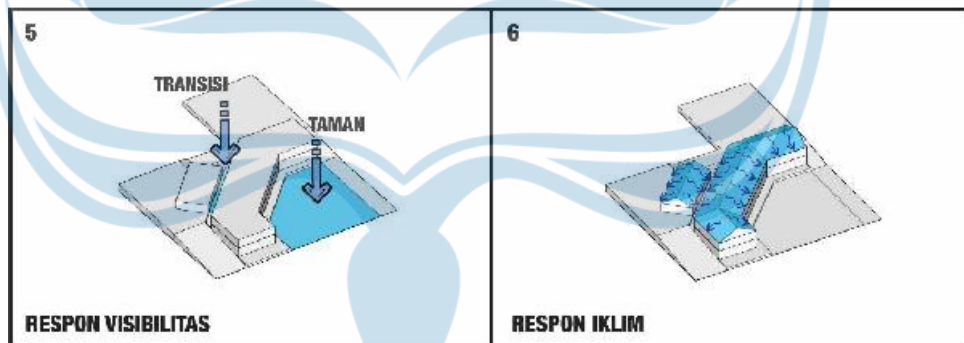 5
TRANSISI
TAMAN
RESPON VISIBILITAS
6
RESPON IKLIM